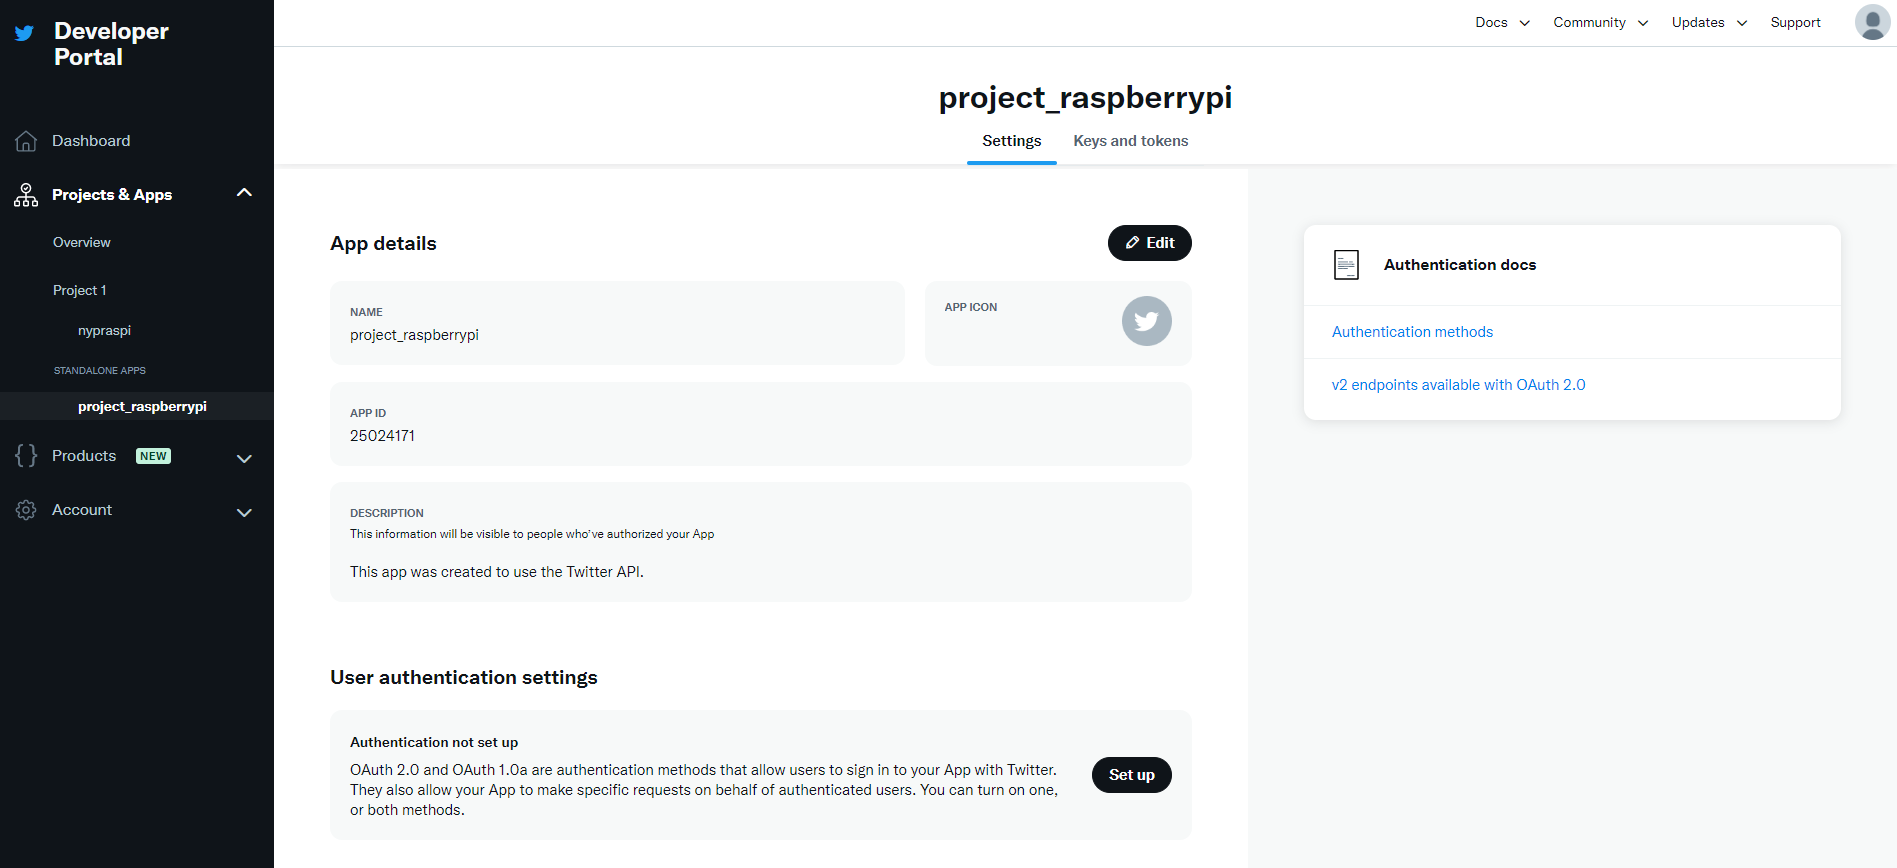 Developer
Portal
Docs
Community
Updates
Support
Dashboard
Projects & Apps
Overview
Project 1
nypraspi
STANDALONE APPS
project_raspberrypi
Products NEW
Account
project_raspberrypi
Settings
Keys and tokens
App details
Edit
NAME
project_raspberrypi
APP ICON
APP ID
25024171
DESCRIPTION
This information will be visible to people who've authorized your App
This app was created to use the Twitter API.
User authentication settings
Authentication not set up
OAuth 2.0 and OAuth 1.0a are authentication methods that allow users to sign in to your App with Twitter.
They also allow your App to make specific requests on behalf of authenticated users. You can turn on one,
or both methods.
Set up
Authentication docs
Authentication methods
v2 endpoints available with OAuth 2.0